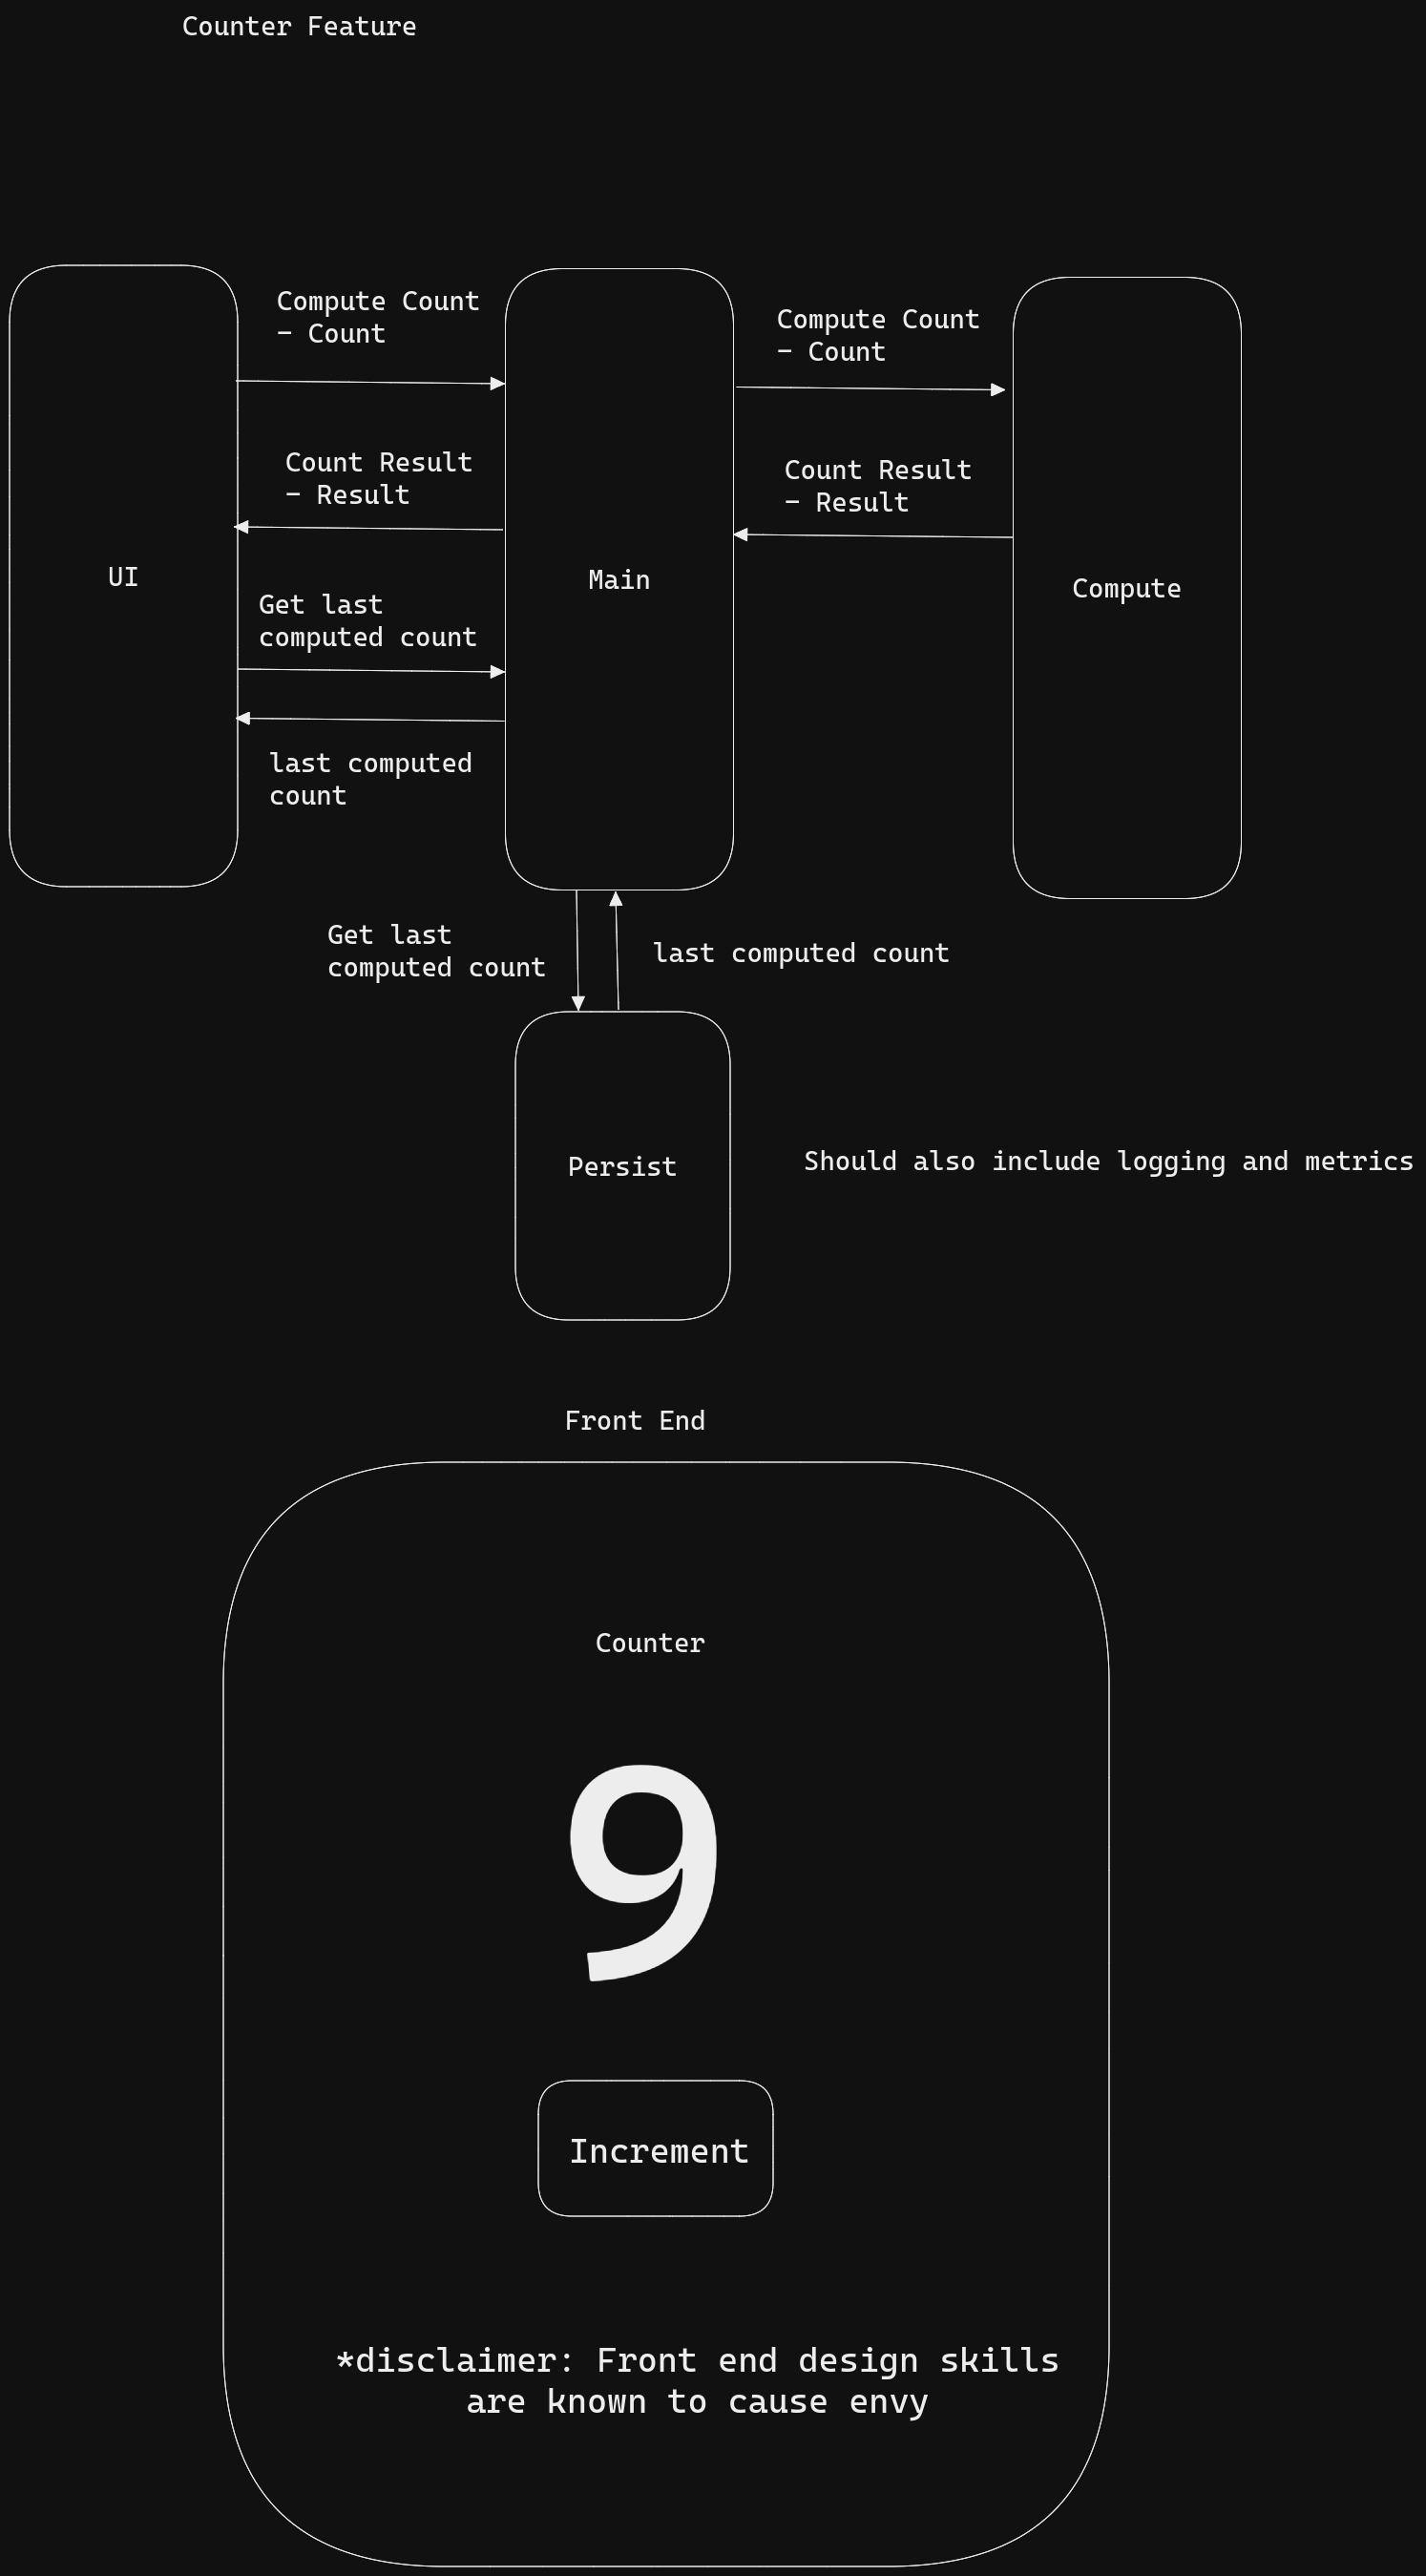 Counter Feature
Compute Count
- Count
Compute Count
- Count
Count Result
- Result
Count Result
- Result
UI
Main
Compute
Get last
computed count
last computed
count
Get last
computed count
last computed count
Persist
Should also include logging and metrics
Front End
Counter
9
Increment
*disclaimer: Front end design skills
are known to cause envy